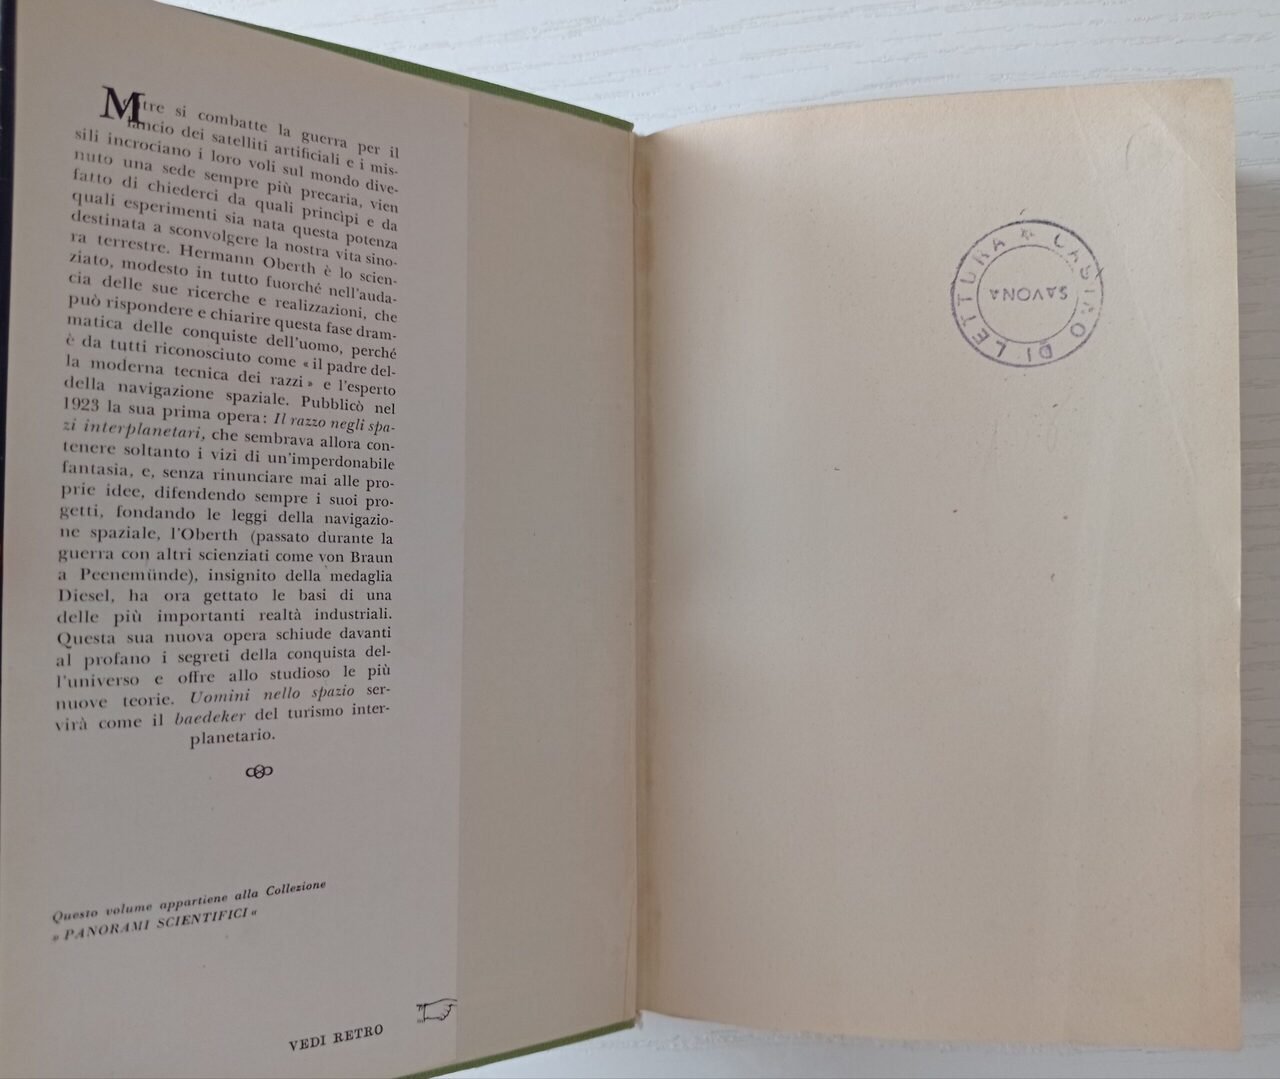 Mentre si combatte la guerra per il
lancio dei satelliti artificiali e i mis-
sili incrociano i loro voli sul mondo dive-
nuto una sede sempre più precaria, vien
fatto di chiederci da quali princìpi e da
quali esperimenti sia nata questa potenza
destinata a sconvolgere la nostra vita sino-
ra terrestre. Hermann Oberth è lo scien-
ziato, modesto in tutto fuorché nell'auda-
cia delle sue ricerche e realizzazioni, che
può rispondere e chiarire questa fase dram-
matica delle conquiste dell'uomo, perché
è da tutti riconosciuto come « il padre del-
la moderna tecnica dei razzi » e l'esperto
della navigazione spaziale. Pubblicò nel
1923 la sua prima opera: Il razzo negli spa-
zi interplanetari, che sembrava allora con-
tenere soltanto i vizi di un'imperdonabile
fantasia, e, senza rinunciare mai alle pro-
prie idee, difendendo sempre i suoi pro-
getti, fondando le leggi della navigazio-
ne spaziale, l'Oberth (passato durante la
guerra con altri scienziati come von Braun
a Peenemünde), insignito della medaglia
Diesel, ha ora gettato le basi di una
delle più importanti realtà industriali.
Questa sua nuova opera schiude davanti
al profano i segreti della conquista del-
l'universo e offre allo studioso le più
nuove teorie. Uomini nello spazio ser-
virà come il baedeker del turismo inter-
planetario.
Questo volume appartiene alla Collezione
» PANORAMI SCIENTIFICI «
VEDI RETRO
CASINO DI LETTURA
SAVONA